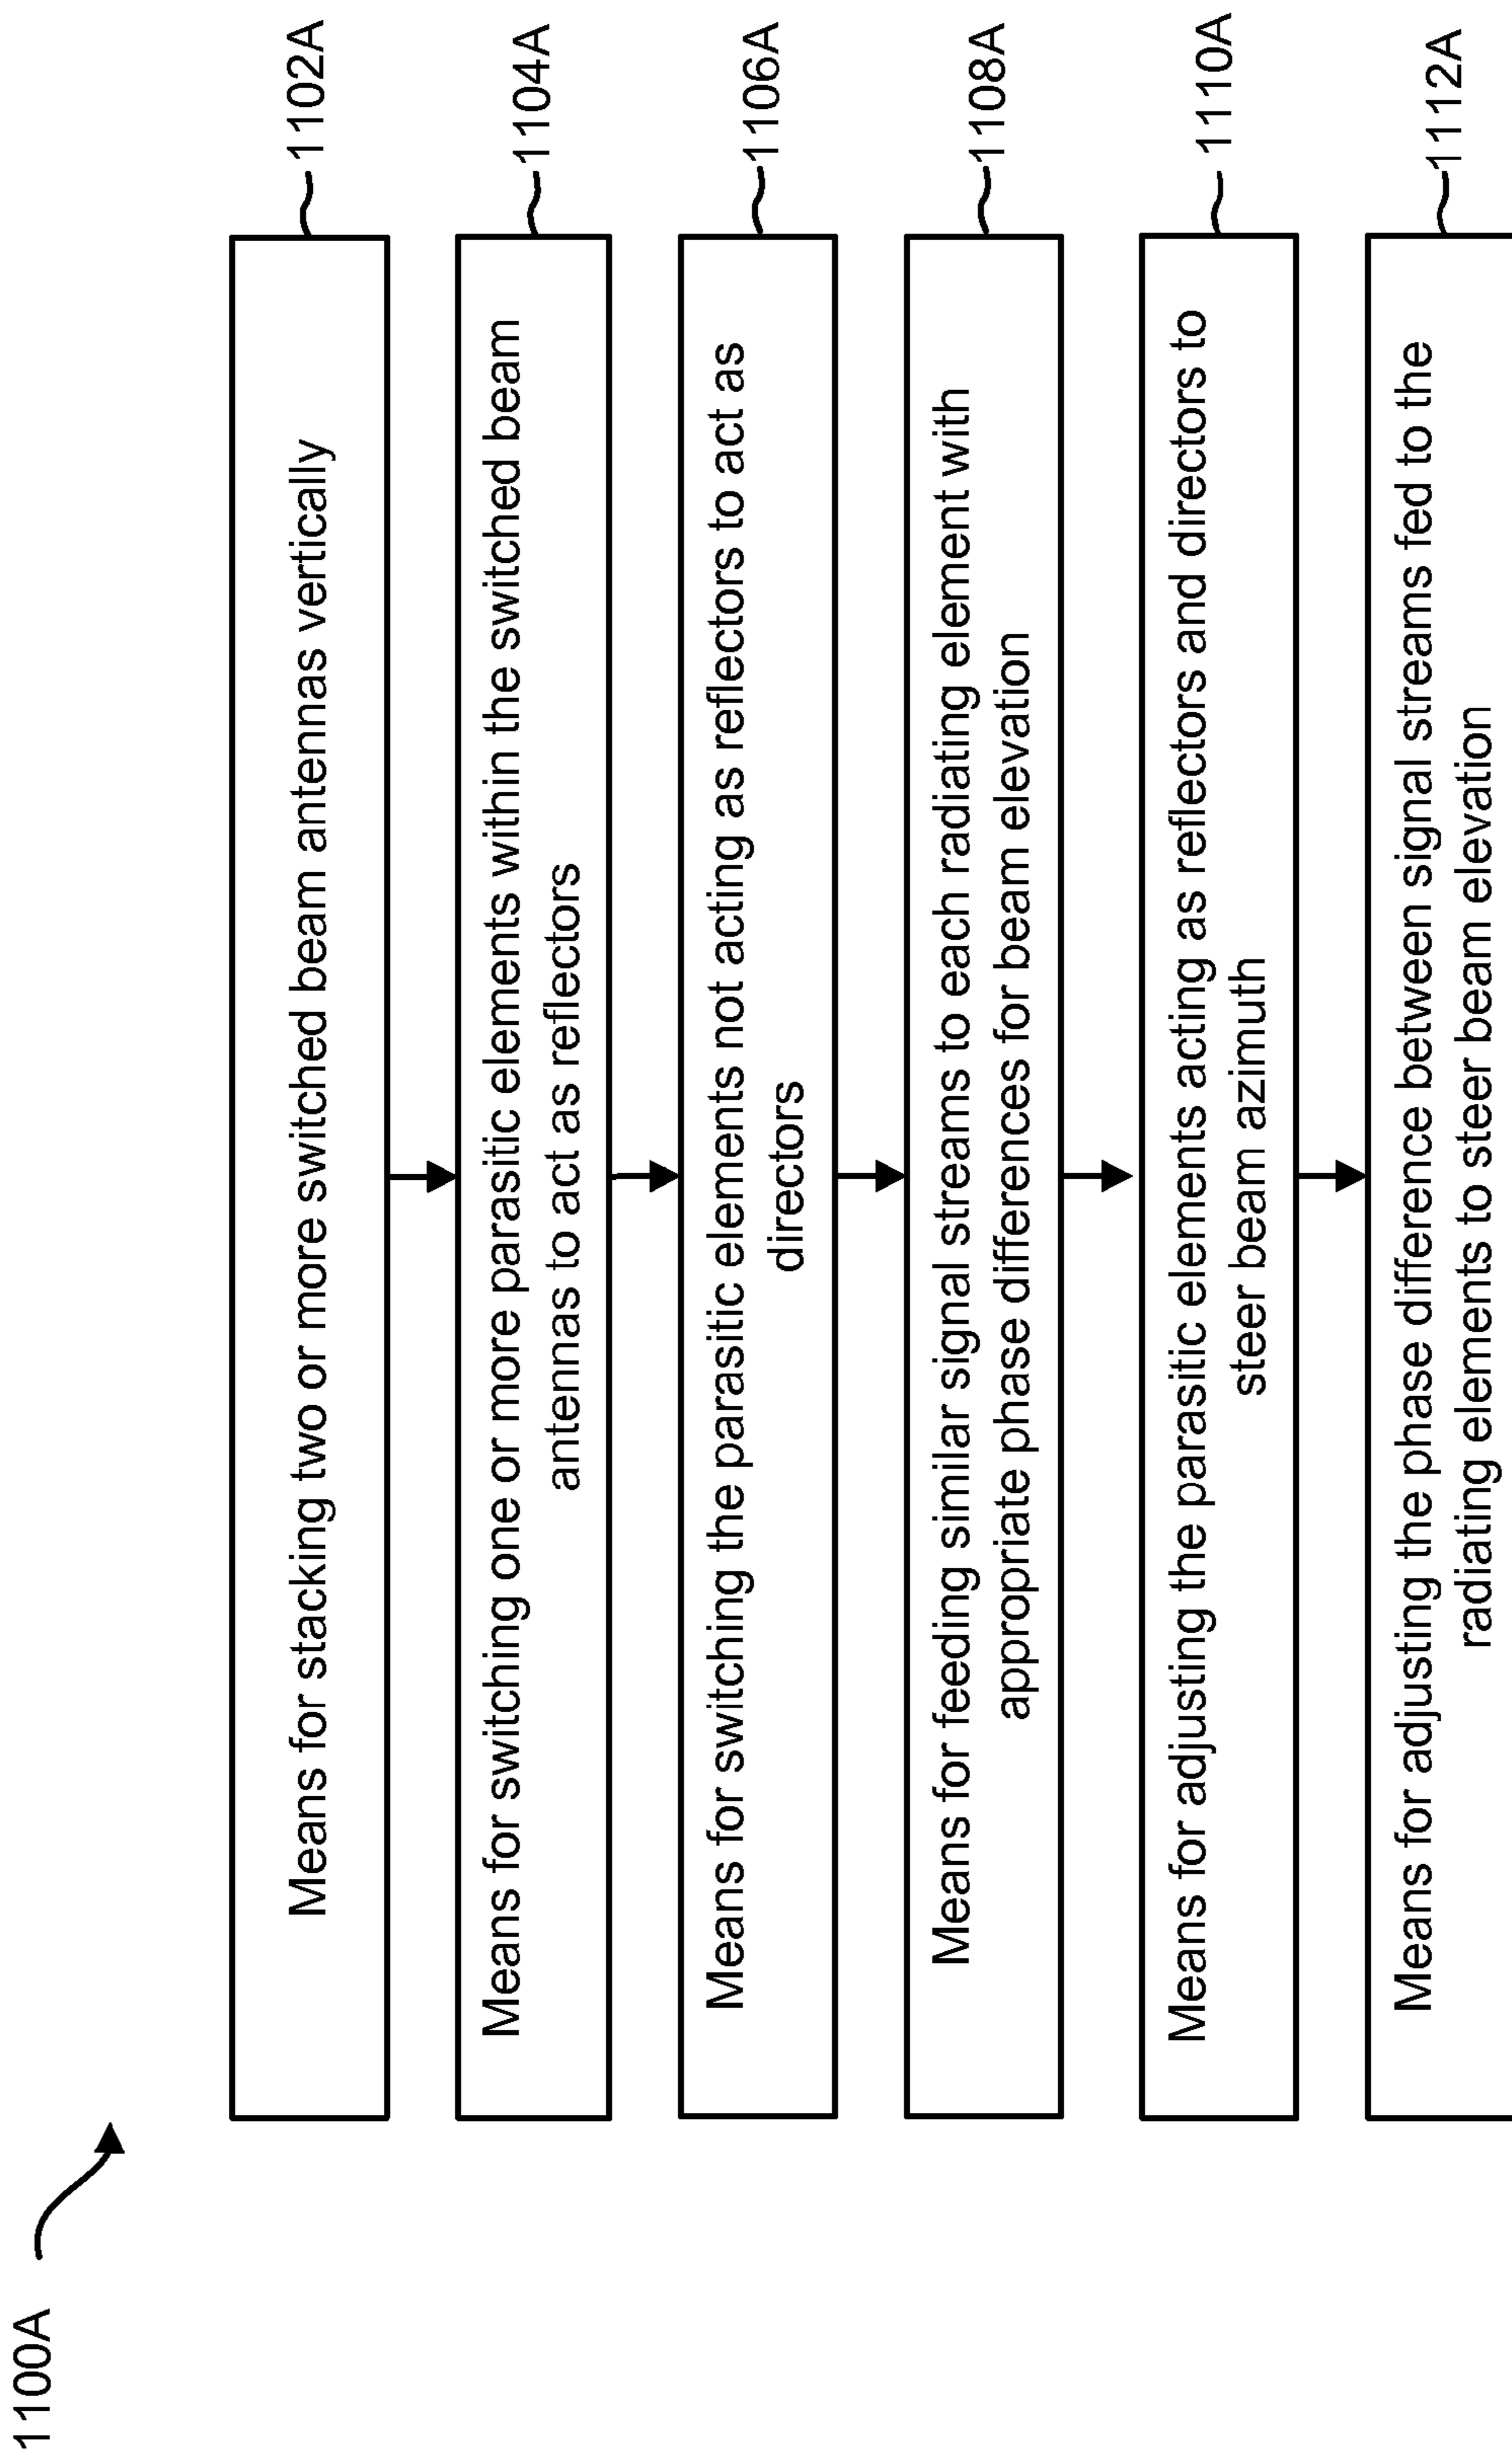 1100A
Means for stacking two or more switched beam antennas vertically
1102A
Means for switching one or more parasitic elements within the switched beam
antennas to act as reflectors
1104A
Means for switching the parasitic elements not acting as reflectors to act as
directors
1106A
Means for feeding similar signal streams to each radiating element with
appropriate phase differences for beam elevation
1108A
Means for adjusting the parasitic elements acting as reflectors and directors to
steer beam azimuth
1110A
Means for adjusting the phase difference between signal streams fed to the
radiating elements to steer beam elevation
1112A